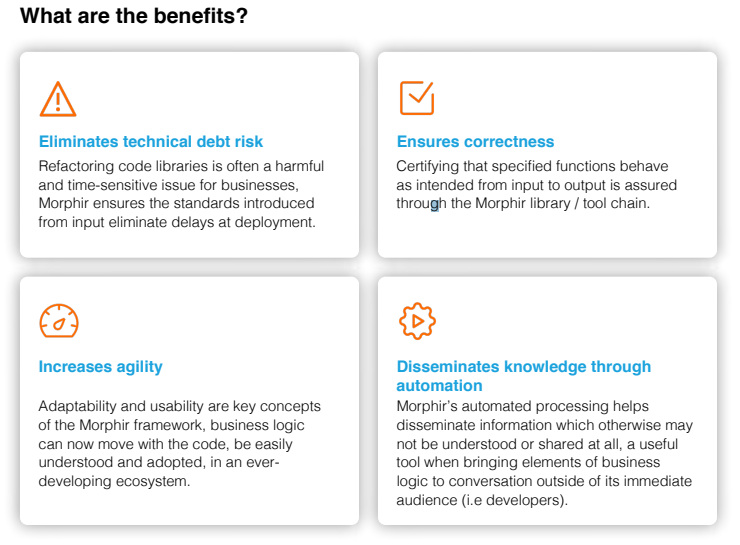 What are the benefits?
Eliminates technical debt risk
Refactoring code libraries is often a harmful
and time-sensitive issue for businesses,
Morphir ensures the standards introduced
from input eliminate delays at deployment.
Ensures correctness
Certifying that specified functions behave
as intended from input to output is assured
through the Morphir library / tool chain.
Increases agility
Adaptability and usability are key concepts
of the Morphir framework, business logic
can now move with the code, be easily
understood and adopted, in an ever-
developing ecosystem.
Disseminates knowledge through
automation
Morphir's automated processing helps
disseminate information which otherwise may
not be understood or shared at all, a useful
tool when bringing elements of business
logic to conversation outside of its immediate
audience (i.e developers).